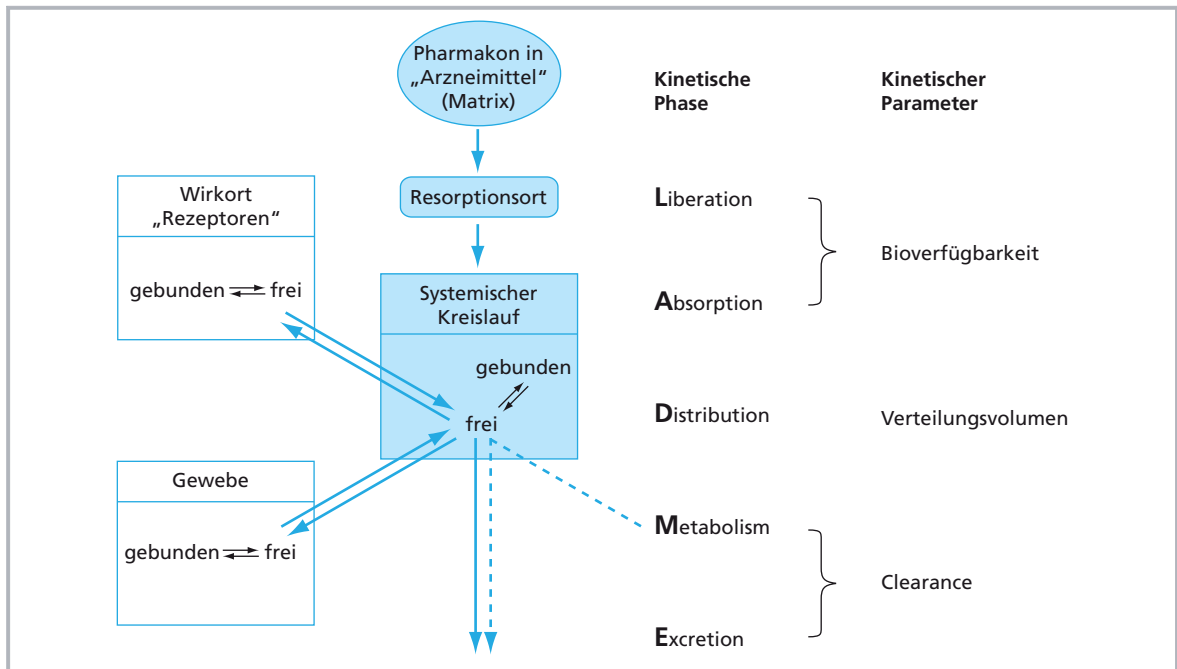 Pharmakon in
„Arzneimittel“
(Matrix)
Kinetische
Phase
Kinetischer
Parameter
Wirkort
„Rezeptoren“
gebunden
frei
Resorptionsort
Systemischer
Kreislauf
gebunden
frei
Gewebe
gebunden
frei
Liberation
Absorption
Bioverfügbarkeit
Distribution
Verteilungsvolumen
Metabolism
Excretion
Clearance